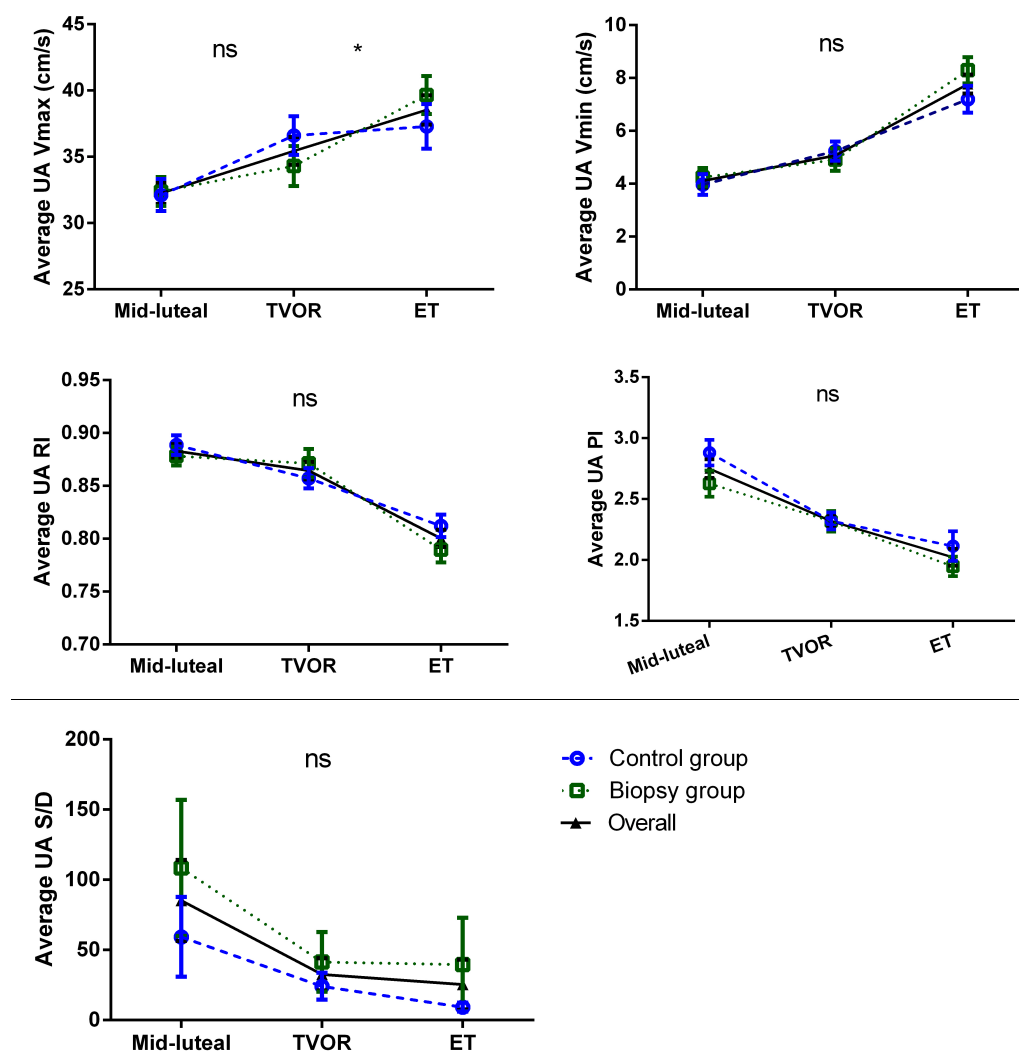 Average UA Vmax (cm/s)
45
40
35
30
25
ns
*
Mid-luteal TVOR ET
Average UA Vmin (cm/s)
10
8
6
4
2
0
ns
Mid-luteal TVOR ET
Average UA RI
0.95
0.90
0.85
0.80
0.75
0.70
ns
Mid-luteal TVOR ET
Average UA PI
3.5
3.0
2.5
2.0
1.5
ns
Mid-luteal TVOR ET
Average UA S/D
200
150
100
50
0
ns
Mid-luteal TVOR ET
Control group
Biopsy group
Overall